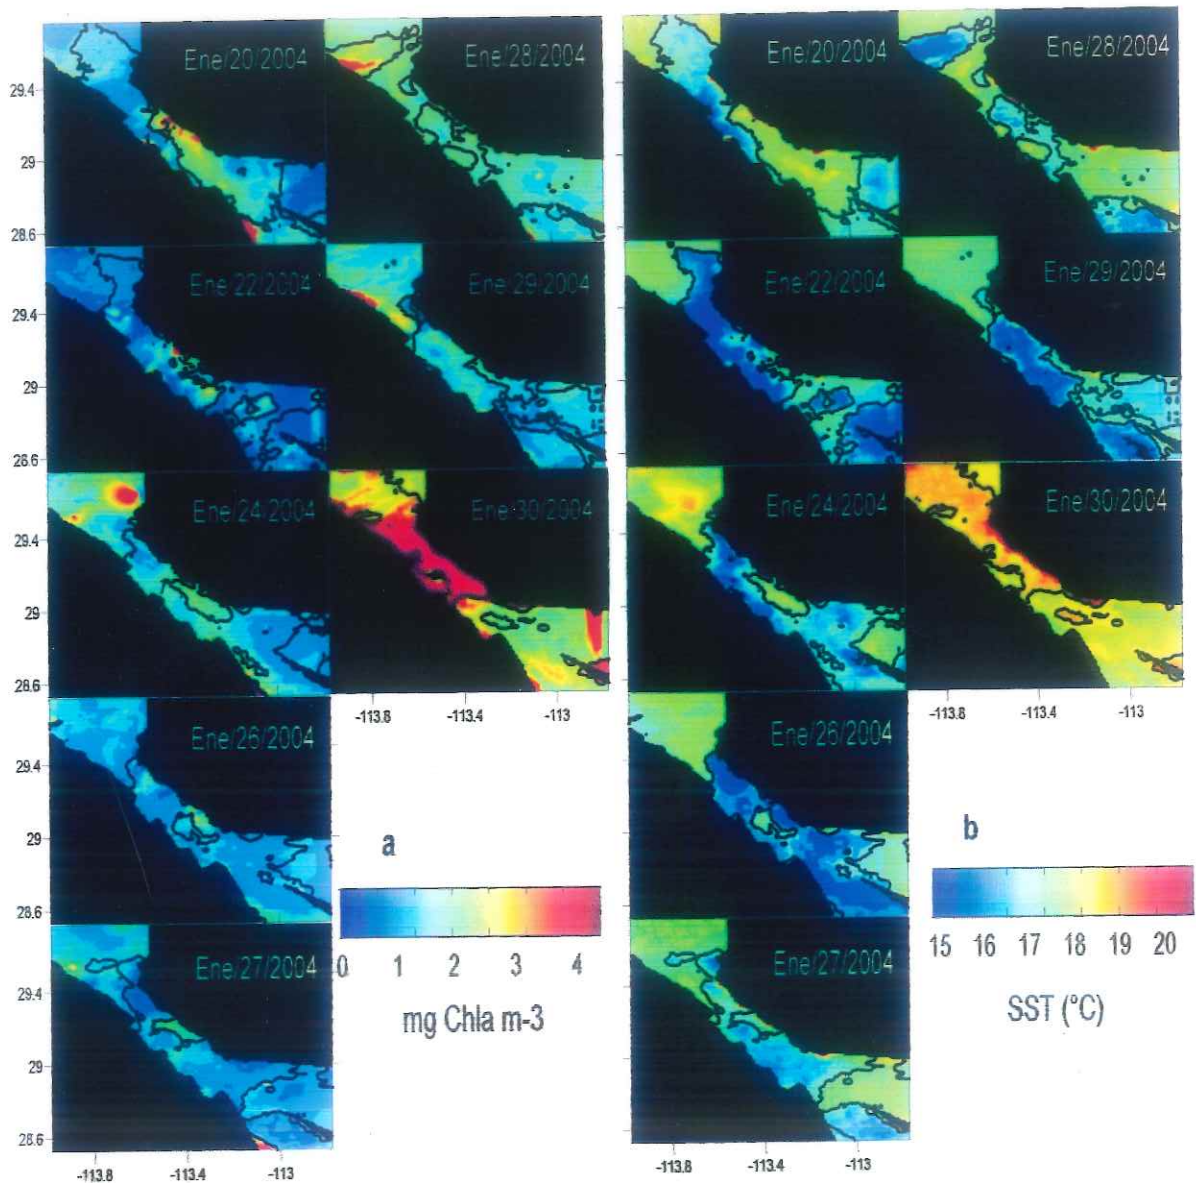 Ene/20/2004 Ene/28/2004 Ene/20/2004 Ene/28/2004
29.4
29
28.6
Ene/22/2004 Ene/29/2004 Ene/22/2004 Ene/29/2004
29.4
29
28.6
Ene/24/2004 Ene/30/2004 Ene/24/2004 Ene/30/2004
29.4
29
28.6
-113.8 -113.4 -113 -113.8 -113.4 -113
Ene/26/2004 Ene/26/2004
29.4
29
28.6
a b
0 1 2 3 4
15 16 17 18 19 20
mg Chla m-3
SST (°C)
Ene/27/2004 Ene/27/2004
29.4
29
28.6
-113.8 -113.4 -113 -113.8 -113.4 -113